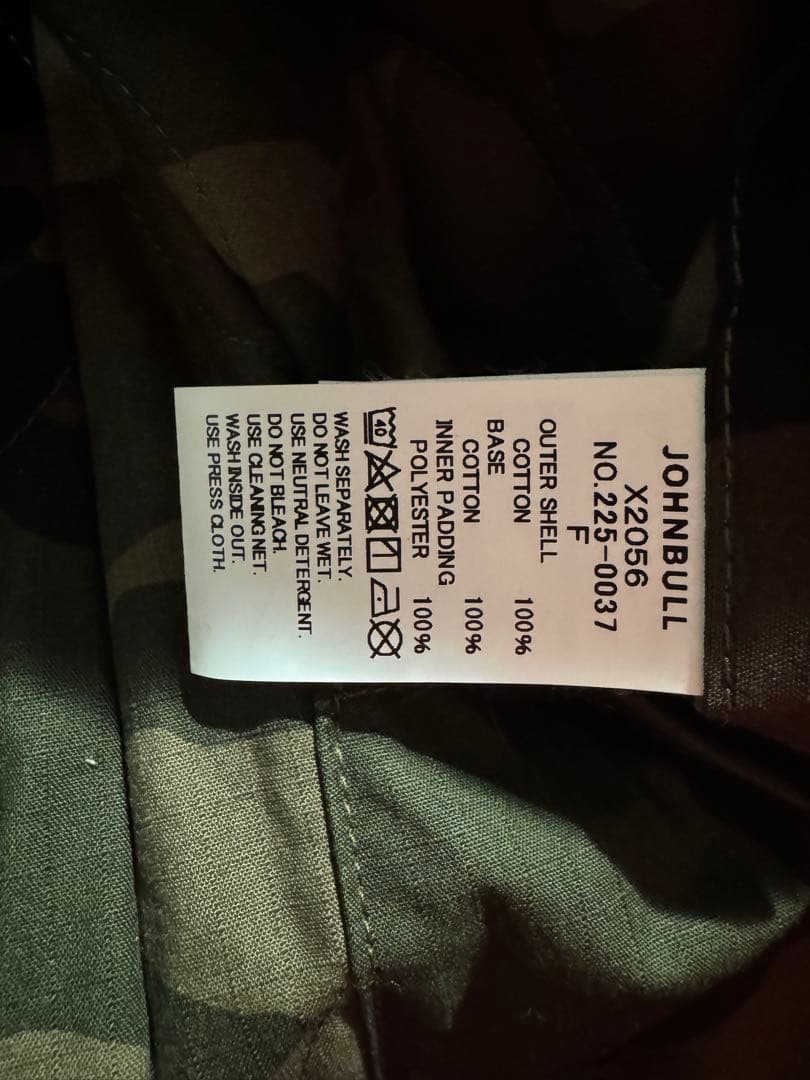 JOHNBULL
X2056
NO.225-0037
F
OUTER SHELL
COTTON 100%
BASE
COTTON 100%
INNER PADDING
POLYESTER 100%
40
WASH SEPARATELY.
DO NOT LEAVE WET.
USE NEUTRAL DETERGENT.
DO NOT BLEACH.
USE CLEANING NET.
WASH INSIDE OUT.
USE PRESS CLOTH.